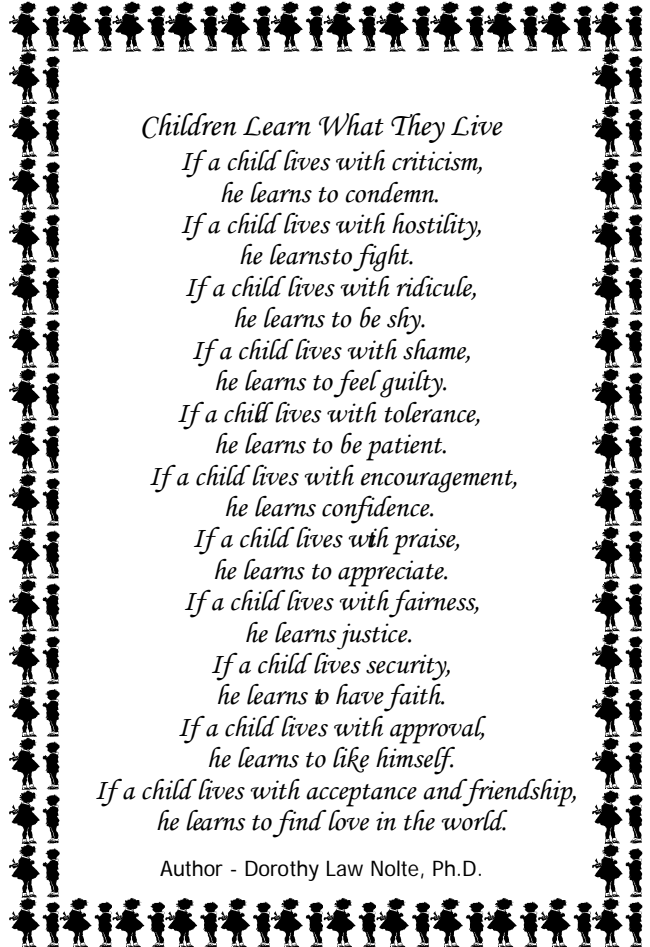 Children Learn What They Live
If a child lives with criticism,
he learns to condemn.
If a child lives with hostility,
he learnsto fight.
If a child lives with ridicule,
he learns to be shy.
If a child lives with shame,
he learns to feel guilty.
If a child lives with tolerance,
he learns to be patient.
If a child lives with encouragement,
he learns confidence.
If a child lives with praise,
he learns to appreciate.
If a child lives with fairness,
he learns justice.
If a child lives security,
he learns to have faith.
If a child lives with approval,
he learns to like himself.
If a child lives with acceptance and friendship,
he learns to find love in the world.
Author - Dorothy Law Nolte, Ph.D.